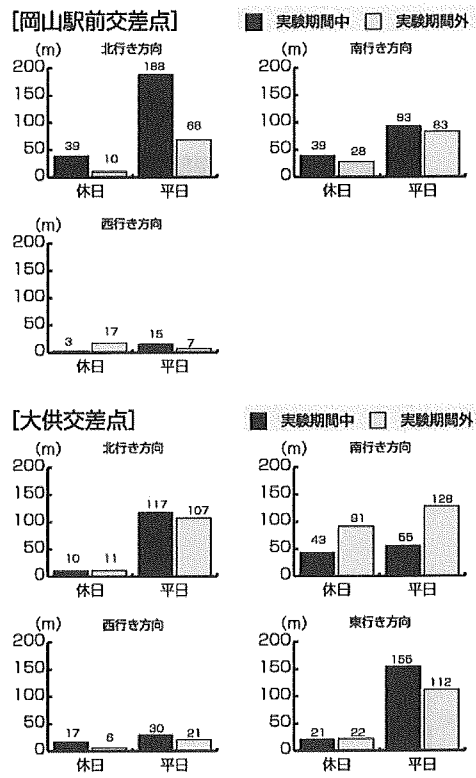 [岡山駅前交差点] 実験期間中 実験期間外
北行き方向 南行き方向
(m) (m)
200 188 200
150 150
100 68 100 93 83
50 39 10 50 39 28
0 0
休日 平日 休日 平日
西行き方向
(m)
200
150
100
50 3 17 15 7
0
休日 平日
[大供交差点] 実験期間中 実験期間外
北行き方向 南行き方向
(m) (m)
200 200
150 117 107 150 128
100 100 91
50 10 11 50 43
0 0
休日 平日 休日 平日
西行き方向 東行き方向
(m) (m)
200 200
150 150 112
100 100
50 17 6 30 21 50 21 22
0 0
休日 平日 休日 平日